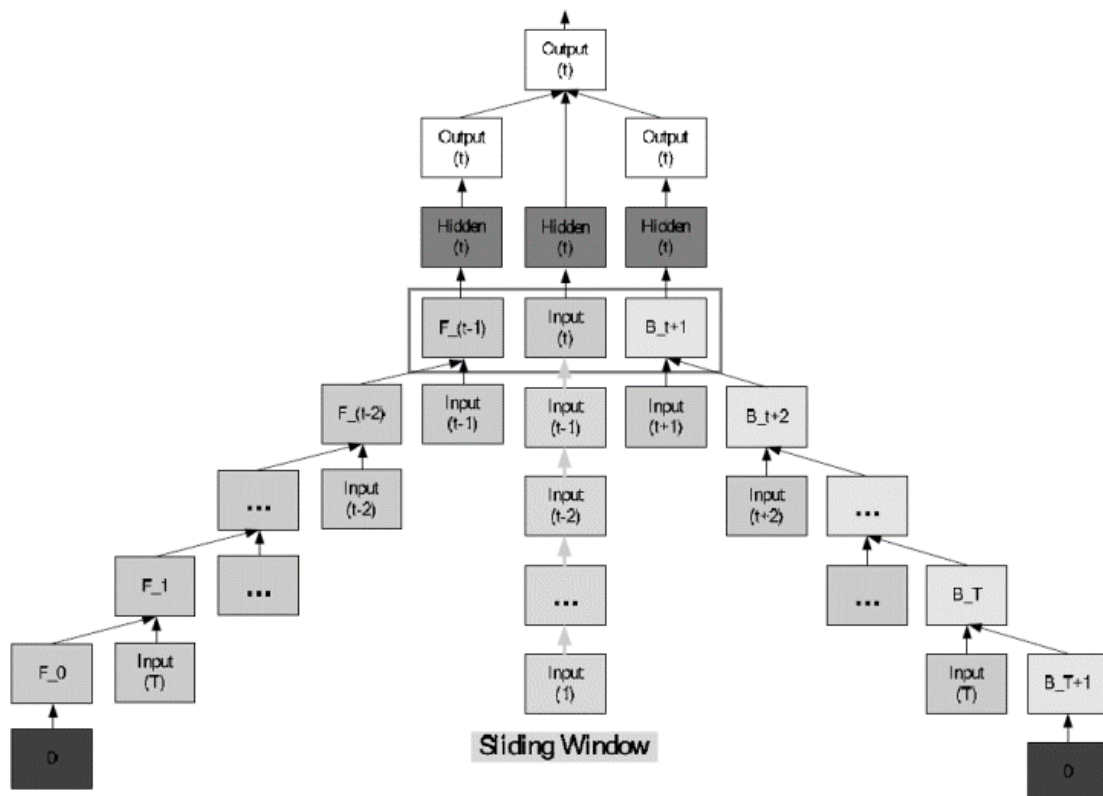 Output
(t)
Output
(t)
Output
(t)
Hidden
(t)
Hidden
(t)
Hidden
(t)
F_(t-1)
Input
(t)
B_t+1
F_(t-2)
Input
(t-1)
Input
(t-1)
Input
(t+1)
B_t+2
...
Input
(t-2)
Input
(t-2)
Input
(t+2)
...
F_1
...
...
...
B_T
F_0
Input
(T)
Input
(1)
Input
(T)
B_T+1
0
Sliding Window
0